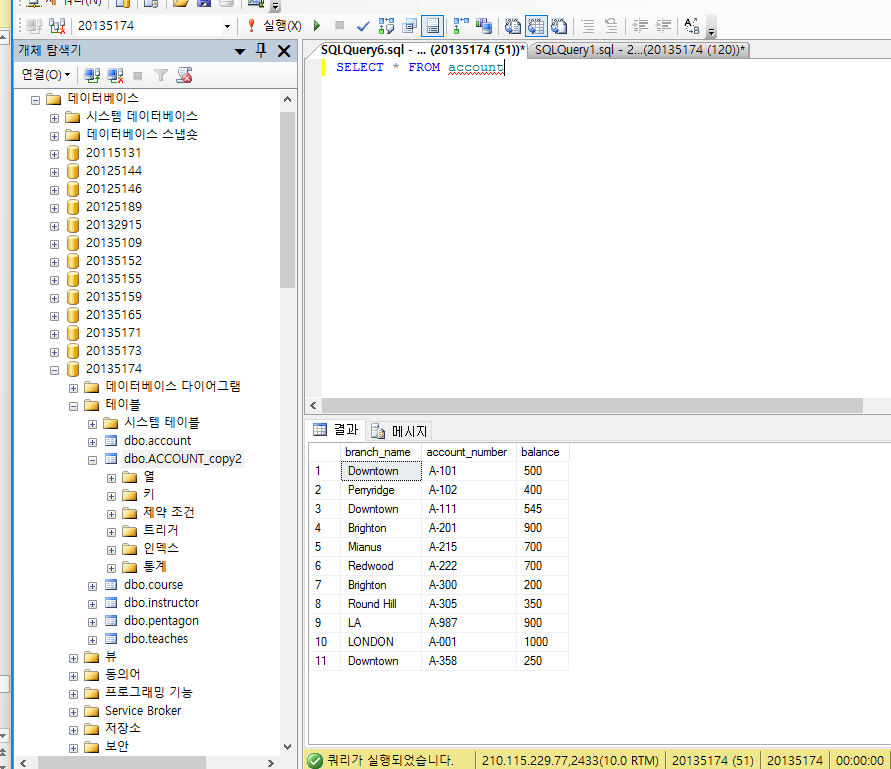 20135174
실행(X)
개체 탐색기
연결(O)
데이터베이스
시스템 데이터베이스
데이터베이스 스냅숏
20115131
20125144
20125146
20125189
20132915
20135109
20135152
20135155
20135159
20135165
20135171
20135173
20135174
데이터베이스 다이어그램
테이블
시스템 테이블
dbo.account
dbo.ACCOUNT_copy2
열
키
제약 조건
트리거
인덱스
통계
dbo.course
dbo.instructor
dbo.pentagon
dbo.teaches
뷰
동의어
프로그래밍 기능
Service Broker
저장소
보안
SQLQuery6.sql - ... (20135174 (51))* SQLQuery1.sql - 2...(20135174 (120))*
SELECT * FROM account
결과 메시지
branch_name account_number balance
1 Downtown A-101 500
2 Perryridge A-102 400
3 Downtown A-111 545
4 Brighton A-201 900
5 Mianus A-215 700
6 Redwood A-222 700
7 Brighton A-300 200
8 Round Hill A-305 350
9 LA A-987 900
10 LONDON A-001 1000
11 Downtown A-358 250
쿼리가 실행되었습니다. 210.115.229.77,2433(10.0 RTM) 20135174 (51) 20135174 00:00:00